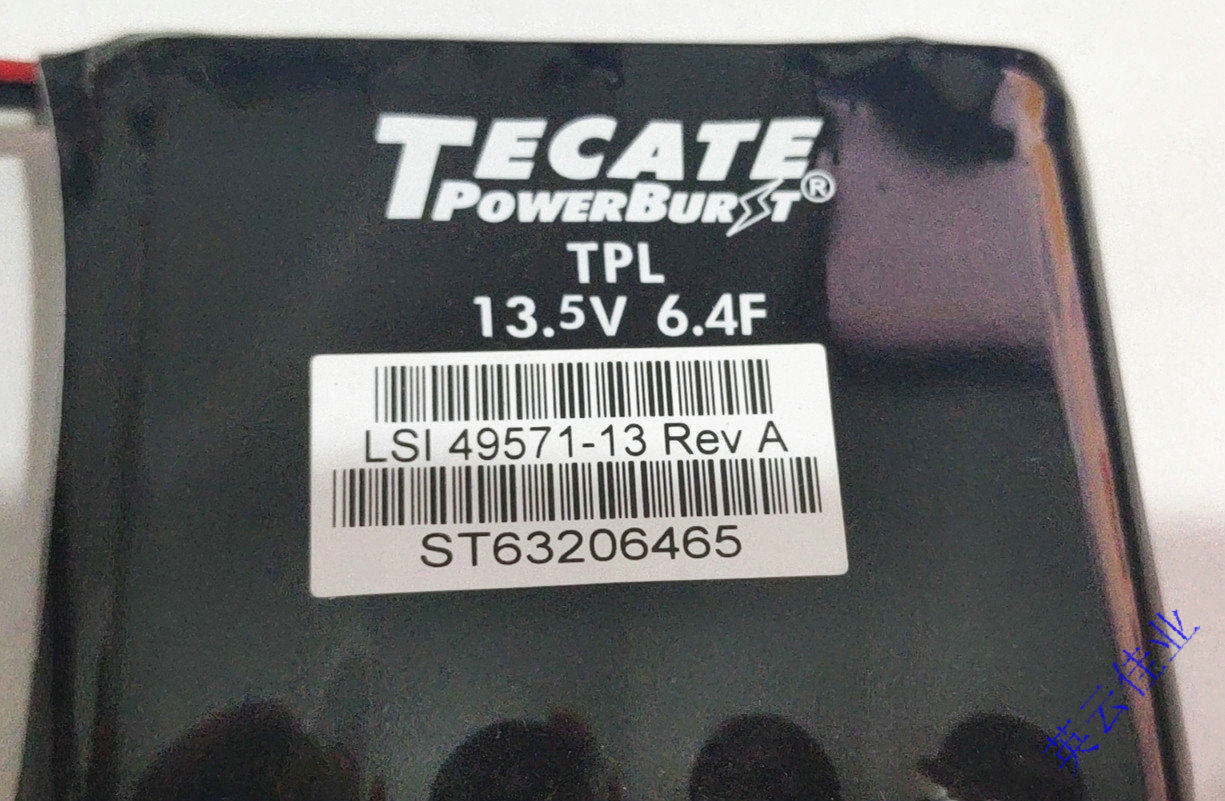 TECATE
POWERBURST®
TPL
13.5V 6.4F
LSI 49571-13 Rev A
ST63206465
英云佳业